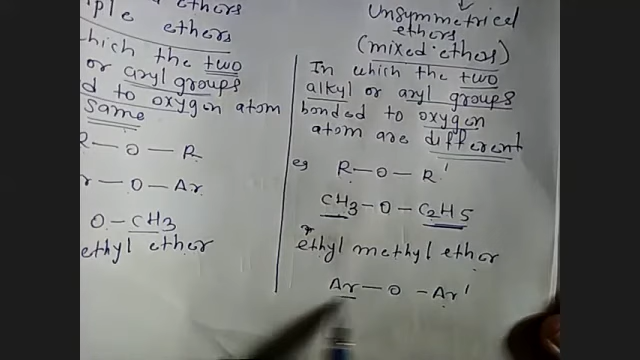 ethers
ethers
which the two
or aryl groups
to oxygen atom
same
R-O-R
-O-Ar
O-CH3
ethyl ether
Unsymmetrical
ethers
(mixed ethers)
In which the two
alkyl or aryl groups
bonded to oxygen
atom are different
eg R-O-R'
CH3-O-C2H5
ethyl methyl ether
Ar-O-Ar'